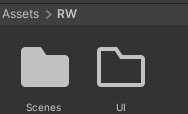 Assets > RW
Scenes UI